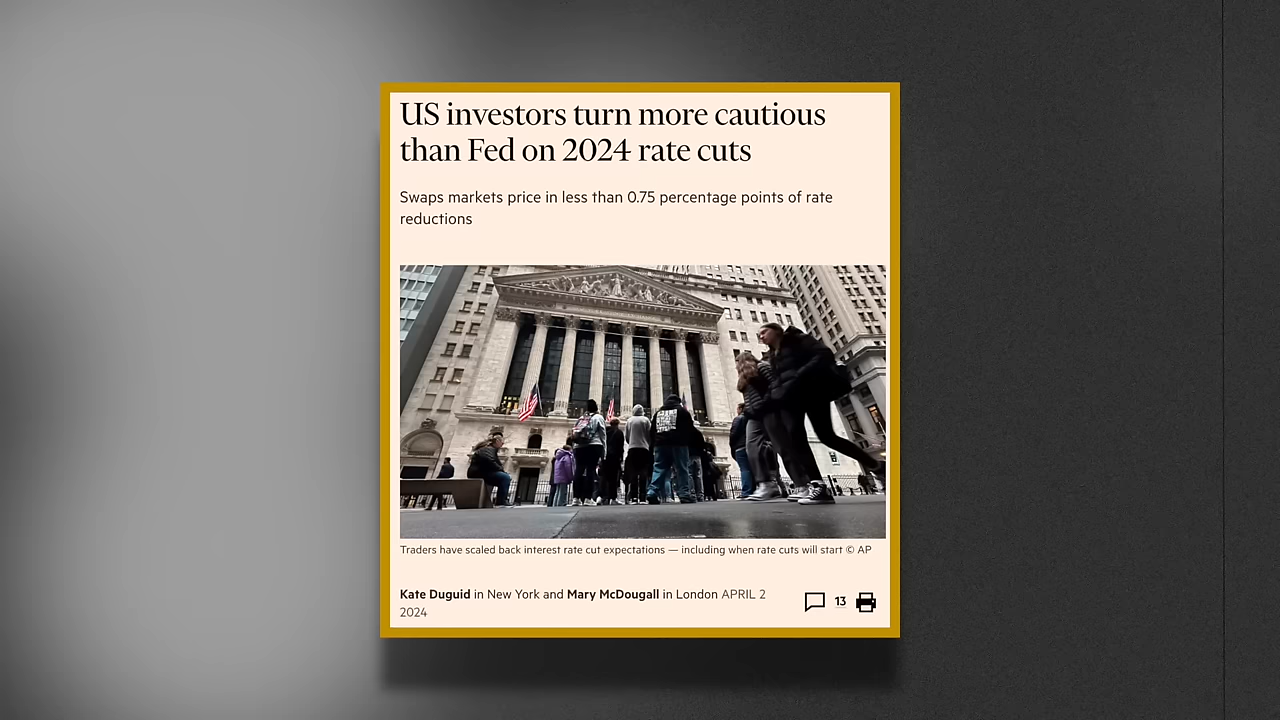 US investors turn more cautious
than Fed on 2024 rate cuts
Swaps markets price in less than 0.75 percentage points of rate
reductions
Traders have scaled back interest rate cut expectations — including when rate cuts will start © AP
Kate Duguid in New York and Mary McDougall in London APRIL 2
2024
13